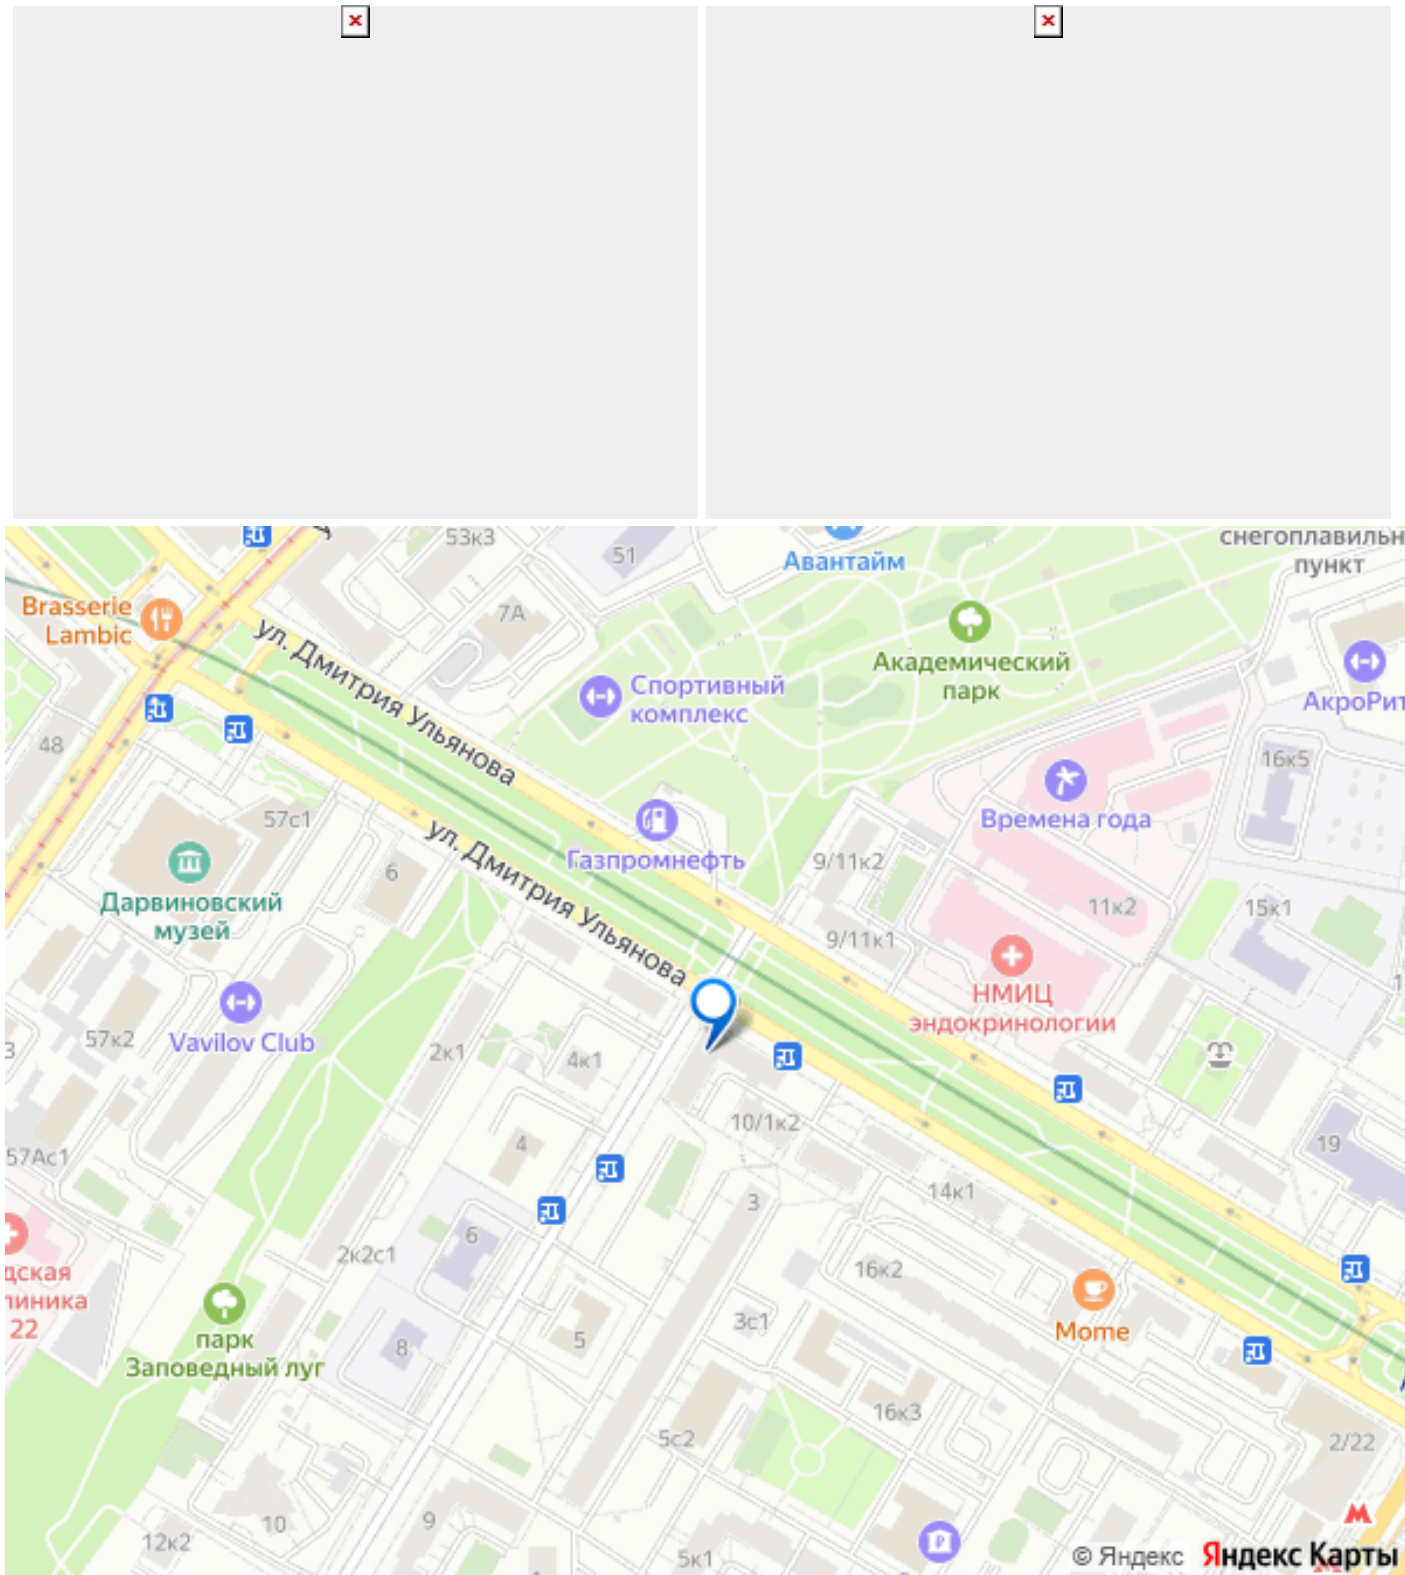 53к3
51
Авантайм
снегоплавильн
пункт
Brasserie
Lambic
7А
ул. Дмитрия Ульянова
Академический
парк
Спортивный
комплекс
АкроРит
48
16к5
57с1
Времена года
ул. Дмитрия Ульянова
Газпромнефть
9/11к2
6
Дарвиновский
музей
11к2
15к1
9/11к1
НМИЦ
эндокринологии
57к2
Vavilov Club
2к1
4к1
10/1к2
4
19
57Ас1
3
14к1
6
2к2с1
16к2
дская
линика
22
парк
Заповедный луг
8
5
3с1
Mome
16к3
5с2
2/22
10
9
12к2
5к1
© Яндекс Яндекс Карты